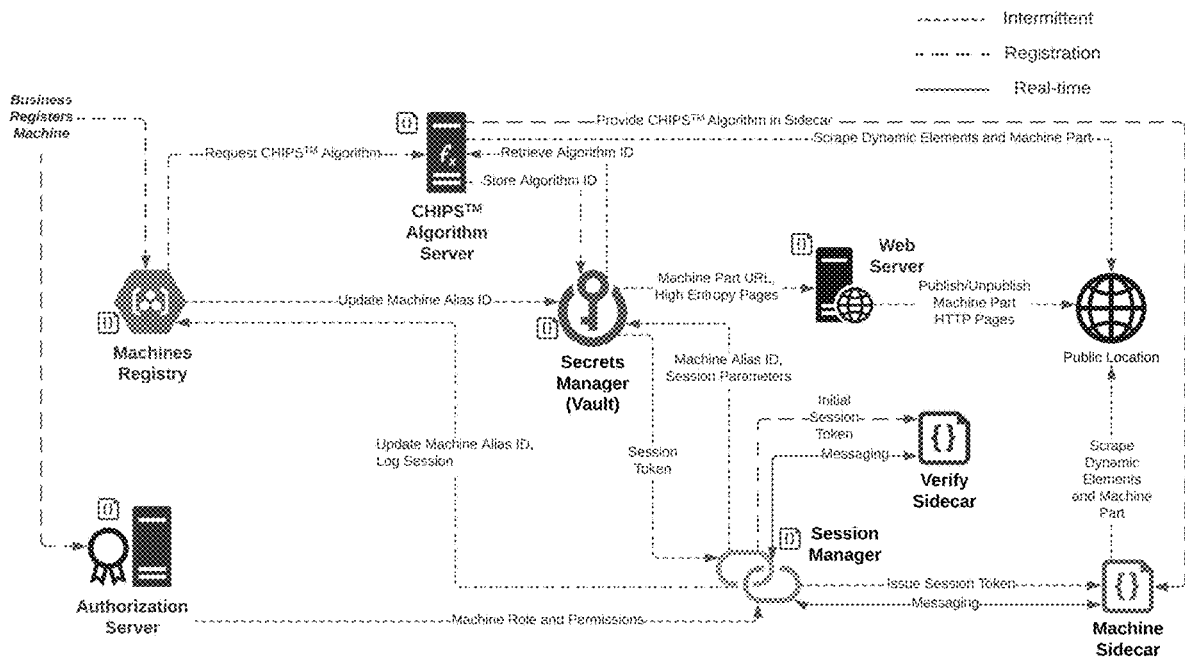 Intermittent
Registration
Real-time
Business
Registers
Machine
Provide CHIPS™ Algorithm in Sidecar
Scrape Dynamic Elements and Machine Part
Request CHIPS™ Algorithm
Retrieve Algorithm ID
Store Algorithm ID
CHIPS™
Algorithm
Server
Web
Server
Machine Part URL,
High Entropy Pages
Publish/Unpublish
Machine Part
HTTP Pages
Update Machine Alias ID
Machines
Registry
Secrets
Manager
(Vault)
Machine Alias ID,
Session Parameters
Public Location
Initial
Session
Token
Messaging
Verify
Sidecar
Update Machine Alias ID,
Log Session
Session
Token
Scrape
Dynamic
Elements
and Machine
Part
Session
Manager
Issue Session Token
Messaging
Authorization
Server
Machine Role and Permissions
Machine
Sidecar